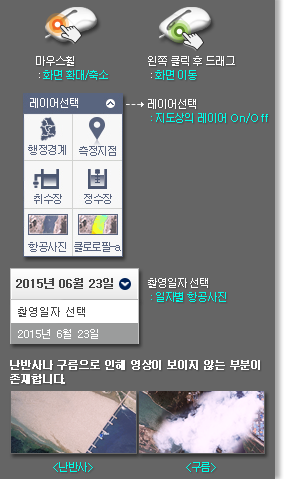 마우스휠
: 화면 확대/축소
왼쪽 클릭 후 드래그
: 화면 이동
레이어선택
행정경계
측정지점
취수장
정수장
항공사진
클로로필-a
레이어선택
: 지도상의 레이어 On/Off
2015년 06월 23일
촬영일자 선택
2015년 6월 23일
촬영일자 선택
: 일자별 항공사진
난반사나 구름으로 인해 영상이 보이지 않는 부분이
존재합니다.
<난반사>
<구름>